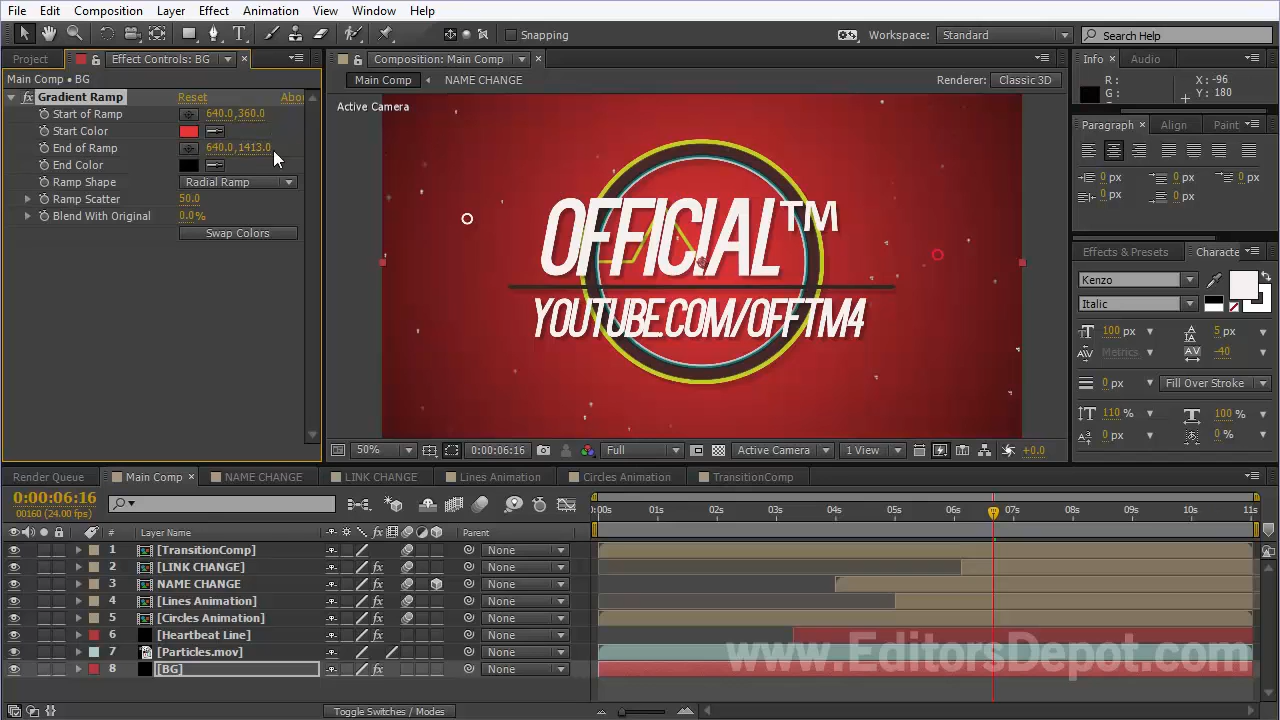 File Edit Composition Layer Effect Animation View Window Help
Snapping
Workspace: Standard
Search Help
Project
Effect Controls: BG
Main Comp • BG
fx Gradient Ramp Reset Abou
Start of Ramp 640.0,360.0
Start Color
End of Ramp 640.0,1413.0
End Color
Ramp Shape Radial Ramp
Ramp Scatter 50.0
Blend With Original 0.0%
Swap Colors
Composition: Main Comp
Main Comp NAME CHANGE
Renderer: Classic 3D
Active Camera
OFFICIAL™
YOUTUBE.COM/OFFTM4
50% 0:00:06:16 Full Active Camera 1 View +0.0
Info Audio
R: X: -96
G: Y: 180
Paragraph Align Paint
0 px 0 px 0 px
0 px 0 px
Effects & Presets Characte
Kenzo
Italic
100 px 5 px
Metrics -40
0 px Fill Over Stroke
110 % 100 %
0 px 0 %
Render Queue Main Comp NAME CHANGE LINK CHANGE Lines Animation Circles Animation TransitionComp
0:00:06:16
00160 (24.00 fps)
:00s 01s 02s 03s 04s 05s 06s 07s 08s 09s 10s 11s
# Layer Name fx Parent
1 [TransitionComp] None
2 [LINK CHANGE] fx None
3 NAME CHANGE fx None
4 [Lines Animation] fx None
5 [Circles Animation] fx None
6 [Heartbeat Line] fx None
7 [Particles.mov] None
8 [BG] fx None
www.EditorsDepot.com
Toggle Switches / Modes